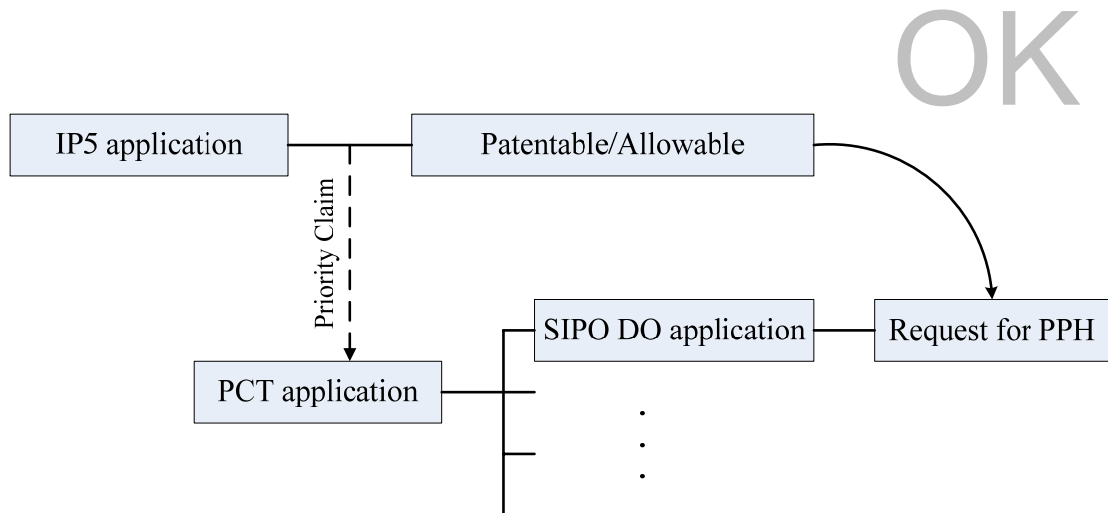 OK
IP5 application
Patentable/Allowable
Priority Claim
SIPO DO application
Request for PPH
PCT application